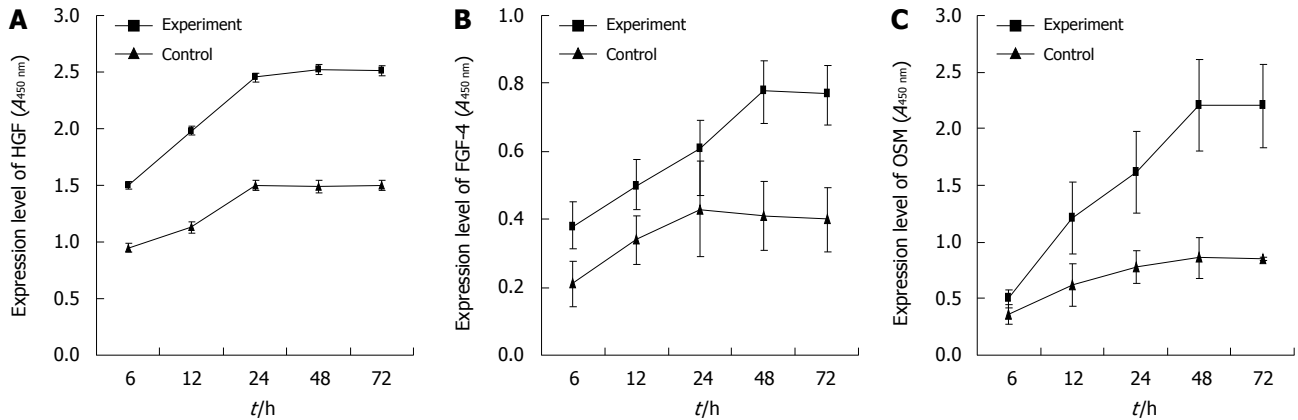 A
Experiment
Control
Expression level of HGF (A450 nm)
3.0
2.5
2.0
1.5
1.0
0.5
0.0
6 12 24 48 72
t/h
B
Experiment
Control
Expression level of FGF-4 (A450 nm)
1.0
0.8
0.6
0.4
0.2
0.0
6 12 24 48 72
t/h
C
Experiment
Control
Expression level of OSM (A450 nm)
3.0
2.5
2.0
1.5
1.0
0.5
0.0
6 12 24 48 72
t/h